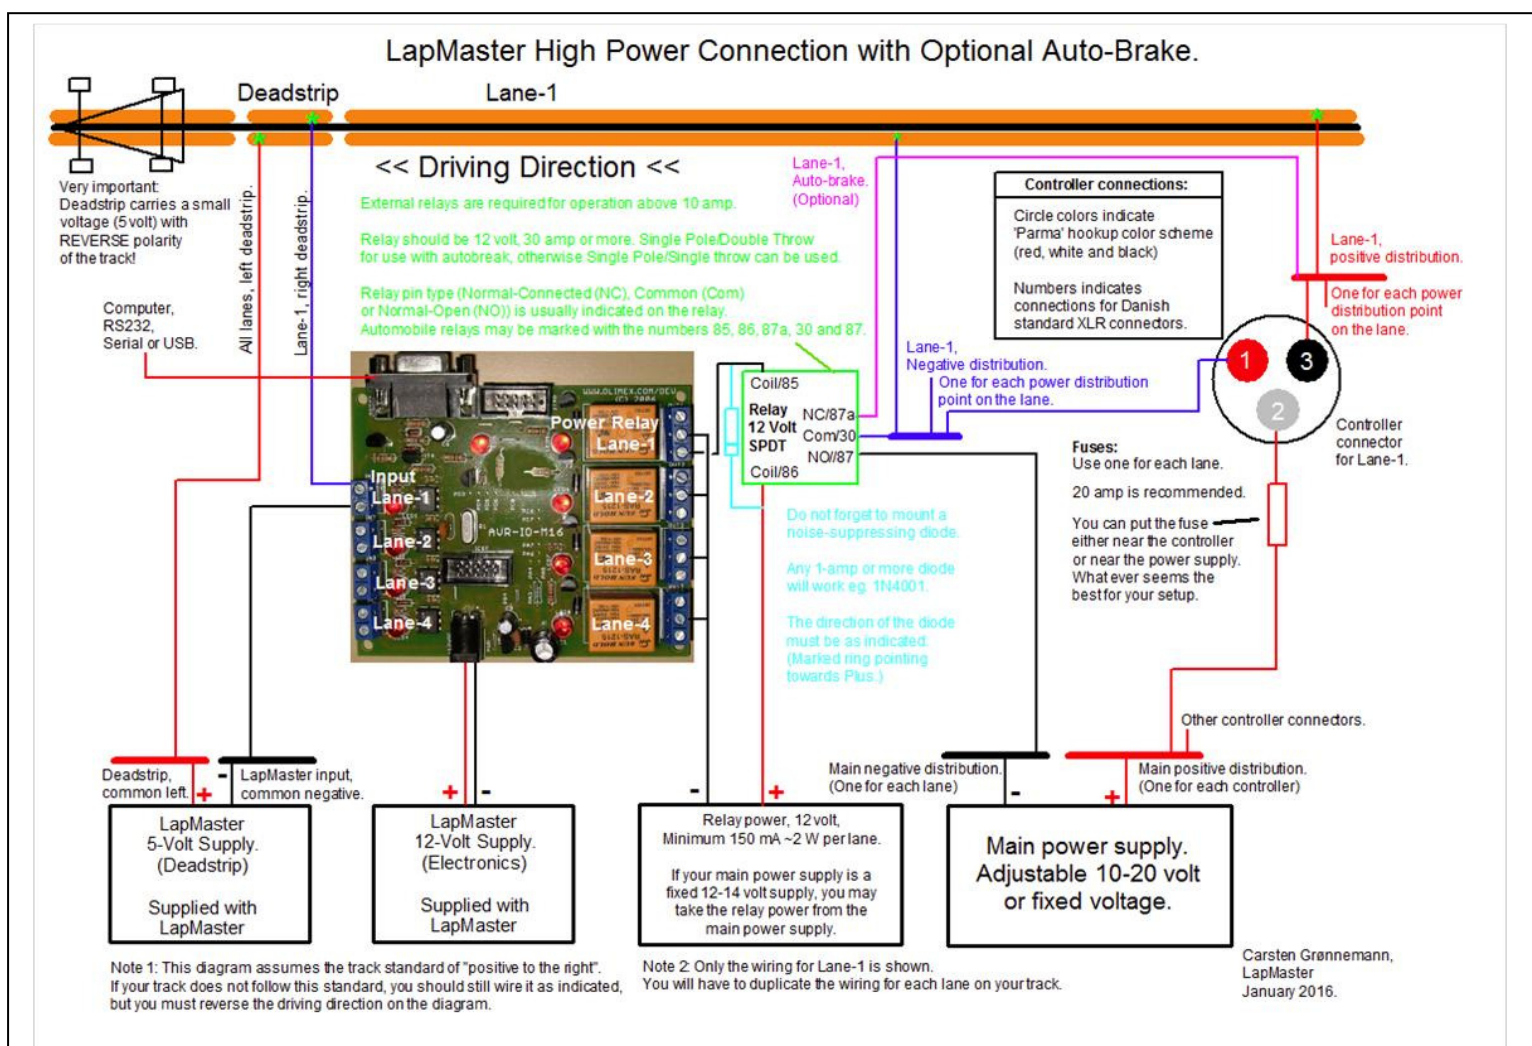 LapMaster High Power Connection with Optional Auto-Brake.
Deadstrip
Lane-1
<< Driving Direction <<
Very important:
Deadstrip carries a small
voltage (5 volt) with
REVERSE polarity
of the track!
All lanes, left deadstrip.
Lane-1, right deadstrip.
External relays are required for operation above 10 amp.
Relay should be 12 volt, 30 amp or more. Single Pole/Double Throw
for use with autobreak, otherwise Single Pole/Single throw can be used.
Relay pin type (Normal-Connected (NC), Common (Com)
or Normal-Open (NO)) is usually indicated on the relay.
Automobile relays may be marked with the numbers 85, 86, 87a, 30 and 87.
Lane-1,
Auto-brake.
(Optional)
Controller connections:
Circle colors indicate
'Parma' hookup color scheme
(red, white and black)
Numbers indicates
connections for Danish
standard XLR connectors.
Lane-1,
positive distribution.
One for each power
distribution point
on the lane.
Computer,
RS232,
Serial or USB.
WWW.OLIMEX.COM/DEV
(C) 2006
Power Relay
Lane-1
Lane-2
Lane-3
Lane-4
Input
Lane-1
Lane-2
Lane-3
Lane-4
AVR-IO-M16
RAS-1215
Coil/85
Relay
12 Volt
SPDT
NC/87a
Com/30
NO//87
Coil/86
Lane-1,
Negative distribution.
One for each power distribution
point on the lane.
1
3
2
Controller
connector
for Lane-1.
Fuses:
Use one for each lane.
20 amp is recommended.
You can put the fuse
either near the controller
or near the power supply.
What ever seems the
best for your setup.
Do not forget to mount a
noise-suppressing diode.
Any 1-amp or more diode
will work eg. 1N4001.
The direction of the diode
must be as indicated:
(Marked ring pointing
towards Plus.)
Other controller connectors.
Deadstrip,
common left.
+
-
LapMaster input,
common negative.
+
-
-
+
Main negative distribution.
(One for each lane)
-
+
Main positive distribution.
(One for each controller)
LapMaster
5-Volt Supply.
(Deadstrip)
Supplied with
LapMaster
LapMaster
12-Volt Supply.
(Electronics)
Supplied with
LapMaster
Relay power, 12 volt,
Minimum 150 mA ~2 W per lane.
If your main power supply is a
fixed 12-14 volt supply, you may
take the relay power from the
main power supply.
Main power supply.
Adjustable 10-20 volt
or fixed voltage.
Note 1: This diagram assumes the track standard of "positive to the right".
If your track does not follow this standard, you should still wire it as indicated,
but you must reverse the driving direction on the diagram.
Note 2: Only the wiring for Lane-1 is shown.
You will have to duplicate the wiring for each lane on your track.
Carsten Grønnemann,
LapMaster
January 2016.